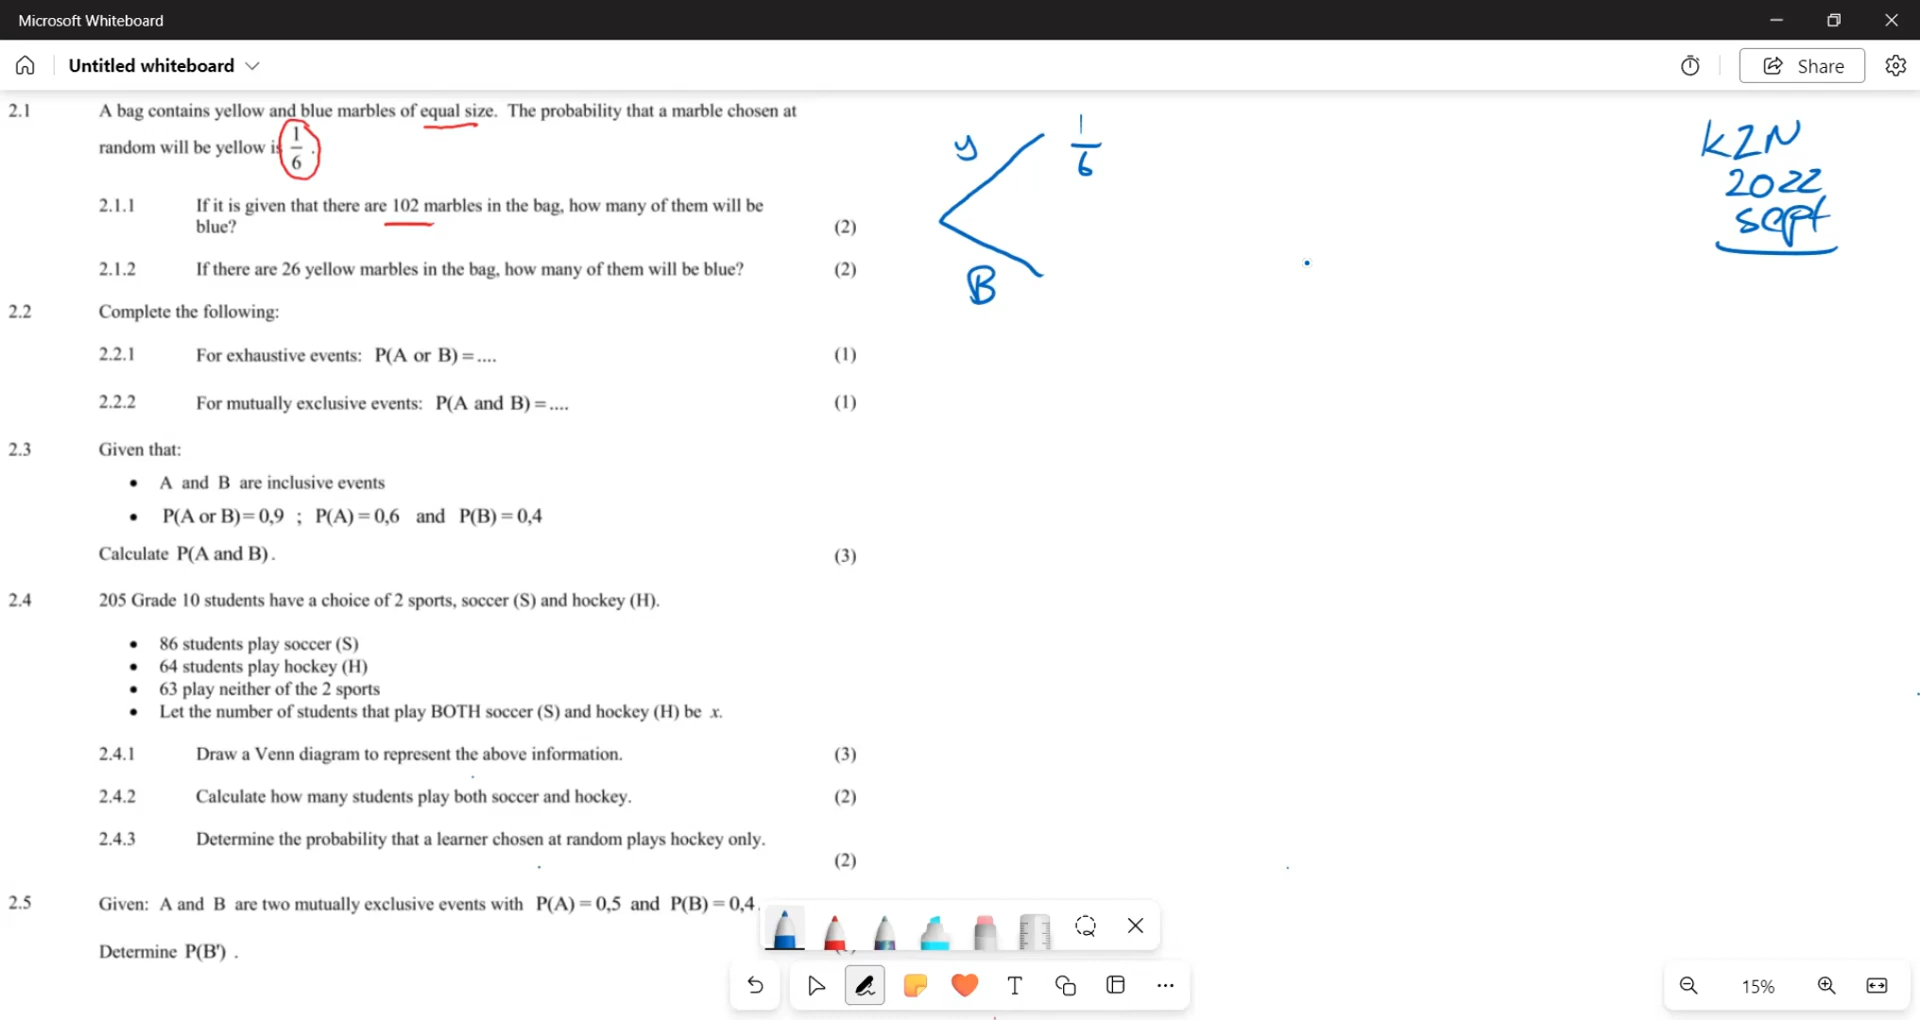 Microsoft Whiteboard
Untitled whiteboard
Share
2.1 A bag contains yellow and blue marbles of equal size. The probability that a marble chosen at
random will be yellow is 1/6 .
2.1.1 If it is given that there are 102 marbles in the bag, how many of them will be
blue? (2)
2.1.2 If there are 26 yellow marbles in the bag, how many of them will be blue? (2)
2.2 Complete the following:
2.2.1 For exhaustive events: P(A or B) = .... (1)
2.2.2 For mutually exclusive events: P(A and B) = .... (1)
2.3 Given that:
• A and B are inclusive events
• P(A or B) = 0,9 ; P(A) = 0,6 and P(B) = 0,4
Calculate P(A and B) . (3)
2.4 205 Grade 10 students have a choice of 2 sports, soccer (S) and hockey (H).
• 86 students play soccer (S)
• 64 students play hockey (H)
• 63 play neither of the 2 sports
• Let the number of students that play BOTH soccer (S) and hockey (H) be x.
2.4.1 Draw a Venn diagram to represent the above information. (3)
2.4.2 Calculate how many students play both soccer and hockey. (2)
2.4.3 Determine the probability that a learner chosen at random plays hockey only.
(2)
2.5 Given: A and B are two mutually exclusive events with P(A) = 0,5 and P(B) = 0,4.
Determine P(B') .
y 1/6
B
KZN
2022
sept
15%